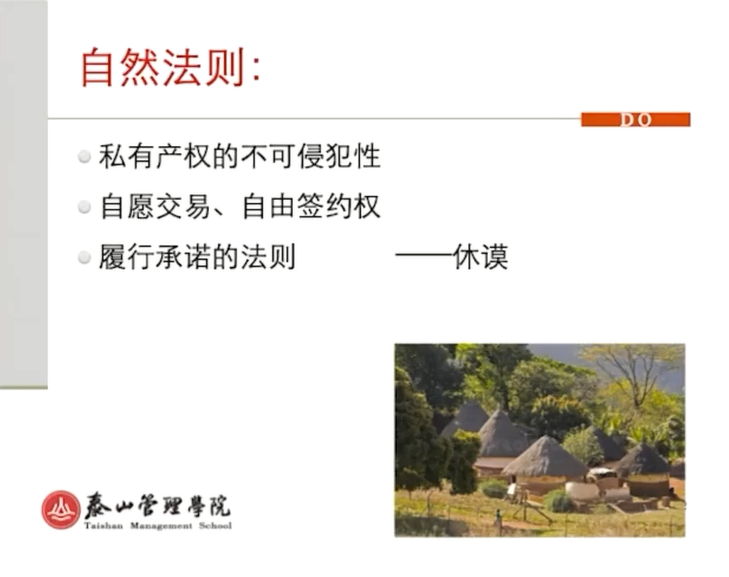 自然法则:
DO
私有产权的不可侵犯性
自愿交易、自由签约权
履行承诺的法则 ——休谟
泰山管理學院
Taishan Management School